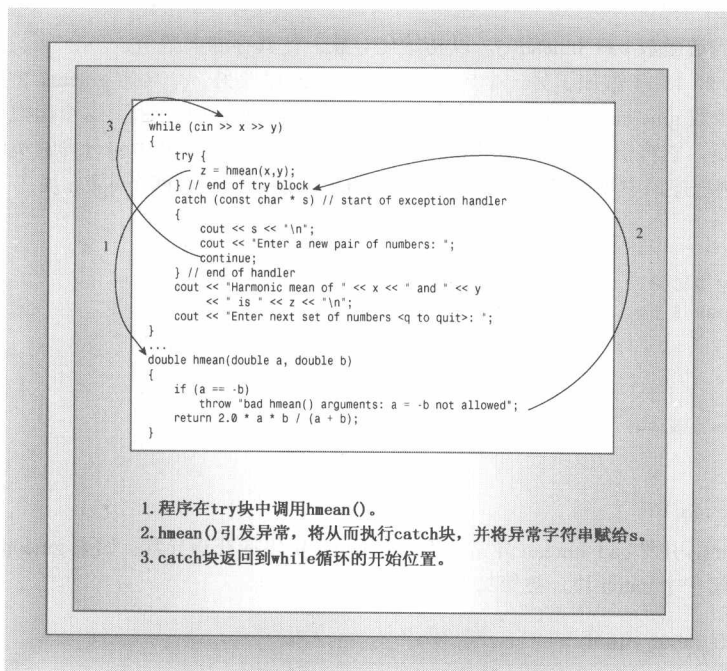 ...
while (cin >> x >> y)
{
    try {
        z = hmean(x,y);
    } // end of try block
    catch (const char * s) // start of exception handler
    {
        cout << s << "\n";
        cout << "Enter a new pair of numbers: ";
        continue;
    } // end of handler
    cout << "Harmonic mean of " << x << " and " << y
        << " is " << z << "\n";
    cout << "Enter next set of numbers <q to quit>: ";
}
...
double hmean(double a, double b)
{
    if (a == -b)
        throw "bad hmean() arguments: a = -b not allowed";
    return 2.0 * a * b / (a + b);
}
3
1
2
1.程序在try块中调用hmean()。
2.hmean()引发异常，将从而执行catch块，并将异常字符串赋给s。
3.catch块返回到while循环的开始位置。